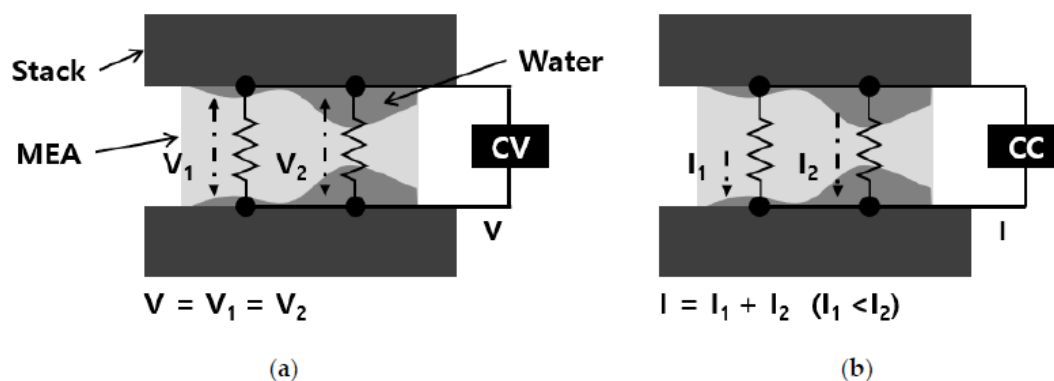 Stack
Water
MEA
V₁
V₂
CV
V
V = V₁ = V₂
(a)
I₁
I₂
CC
I
I = I₁ + I₂ (I₁ <I₂)
(b)